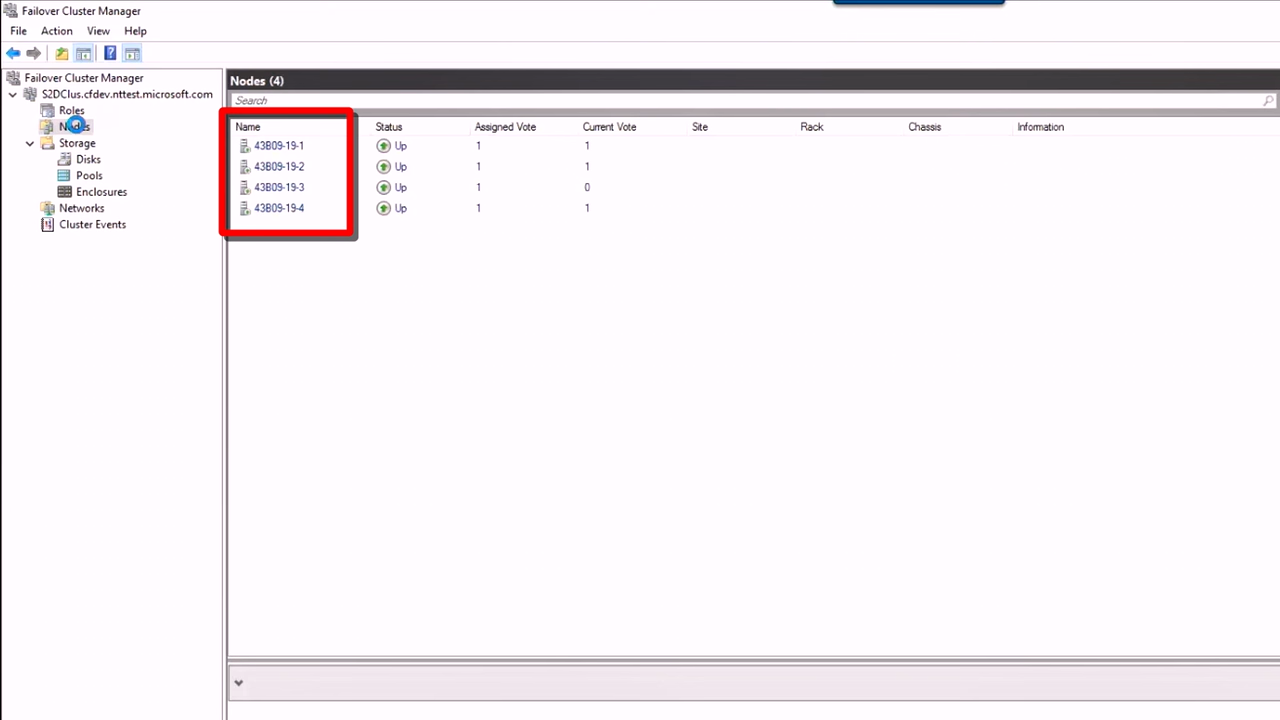 Failover Cluster Manager
File Action View Help
Failover Cluster Manager
S2DClus.cfdev.nttest.microsoft.com
Roles
Nodes
Storage
Disks
Pools
Enclosures
Networks
Cluster Events
Nodes (4)
Search
Name Status Assigned Vote Current Vote Site Rack Chassis Information
43B09-19-1 Up 1 1
43B09-19-2 Up 1 1
43B09-19-3 Up 1 0
43B09-19-4 Up 1 1